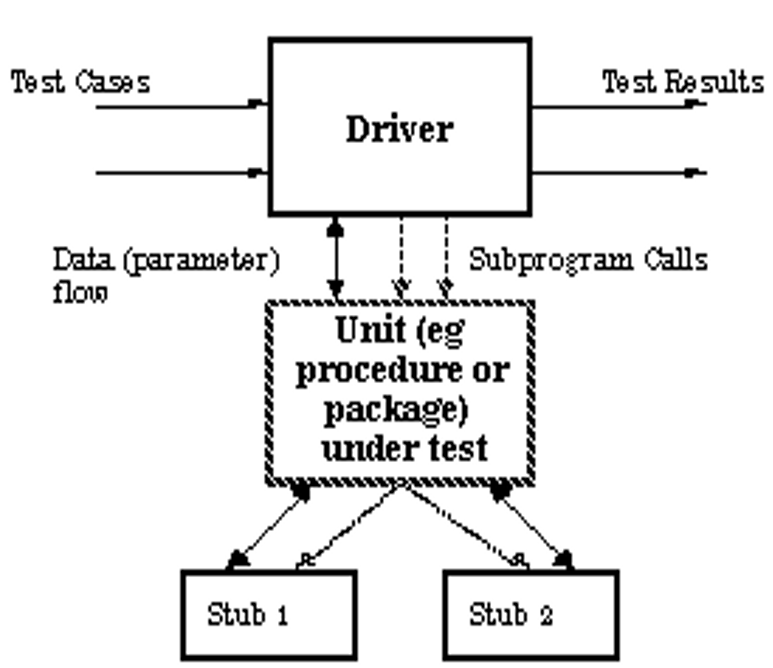 Test Cases
Test Results
Driver
Data (parameter)
flow
Subprogram Calls
Unit (eg
procedure or
package)
under test
Stub 1
Stub 2